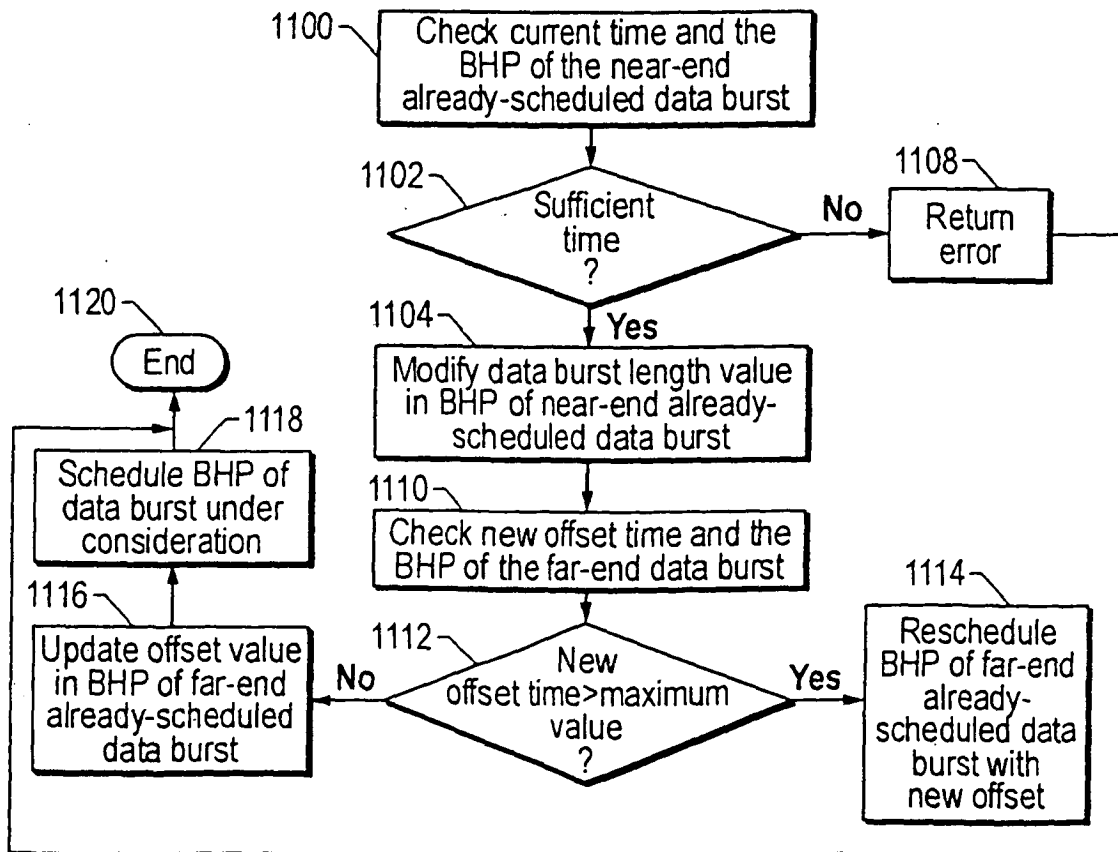 1100
Check current time and the
BHP of the near-end
already-scheduled data burst
1102
Sufficient
time
?
No
1108
Return
error
Yes
1104
Modify data burst length value
in BHP of near-end already-
scheduled data burst
1120
End
1118
Schedule BHP of
data burst under
consideration
1110
Check new offset time and the
BHP of the far-end data burst
1116
Update offset value
in BHP of far-end
already-scheduled
data burst
No
1112
New
offset time>maximum
value
?
Yes
1114
Reschedule
BHP of far-end
already-
scheduled data
burst with
new offset